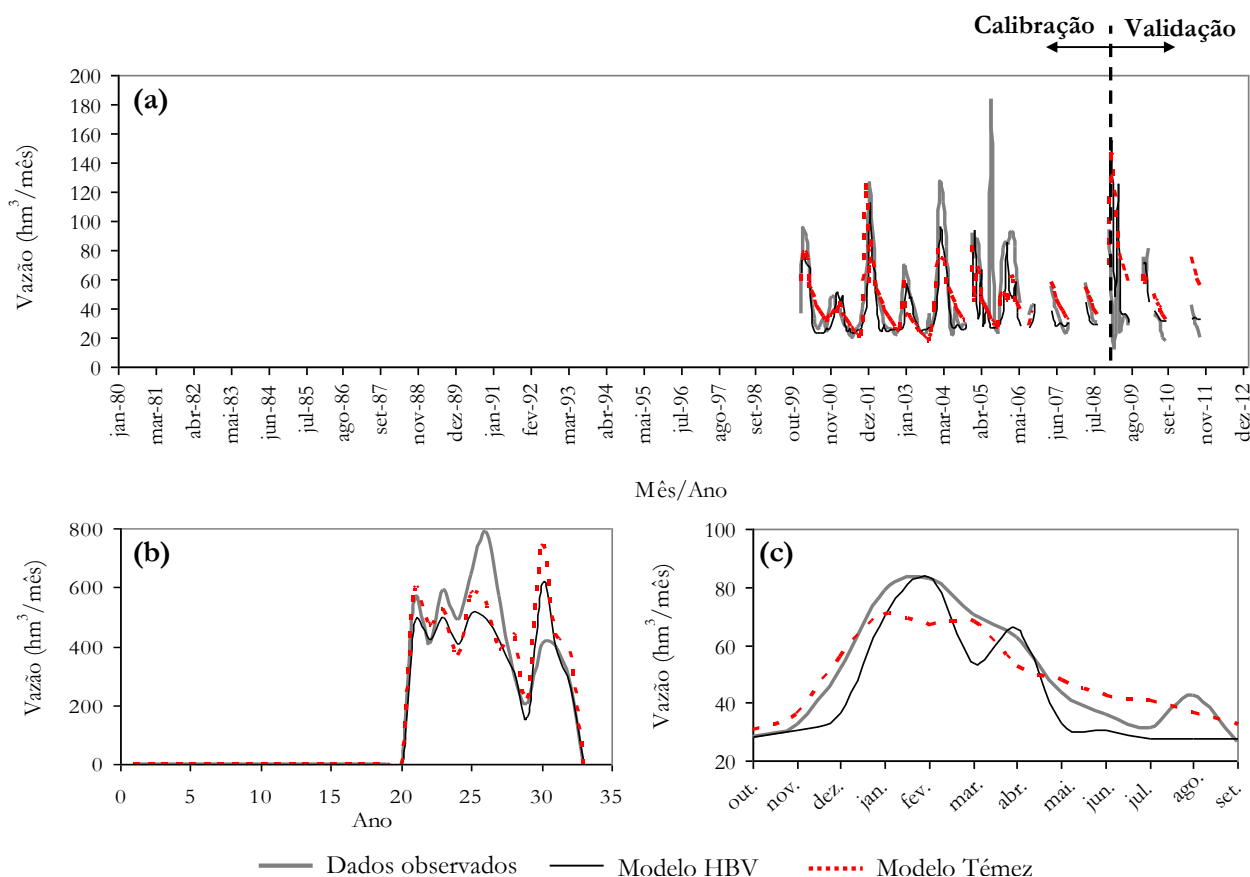 Calibração Validação
200
180
160
140
120
100
80
60
40
20
0
(a)
Vazão (hm³/mês)
jan-80 mar-81 abr-82 mai-83 jun-84 jul-85 ago-86 set-87 nov-88 dez-89 jan-91 fev-92 mar-93 abr-94 mai-95 jul-96 ago-97 set-98 out-99 nov-00 dez-01 jan-03 mar-04 abr-05 mai-06 jun-07 jul-08 ago-09 set-10 nov-11 dez-12
Mês/Ano
800
600
400
200
0
(b)
Vazão (hm³/mês)
0 5 10 15 20 25 30 35
Ano
100
80
60
40
20
(c)
Vazão (hm³/mês)
out. nov. dez. jan. fev. mar. abr. mai. jun. jul. ago. set.
Dados observados Modelo HBV Modelo Témez